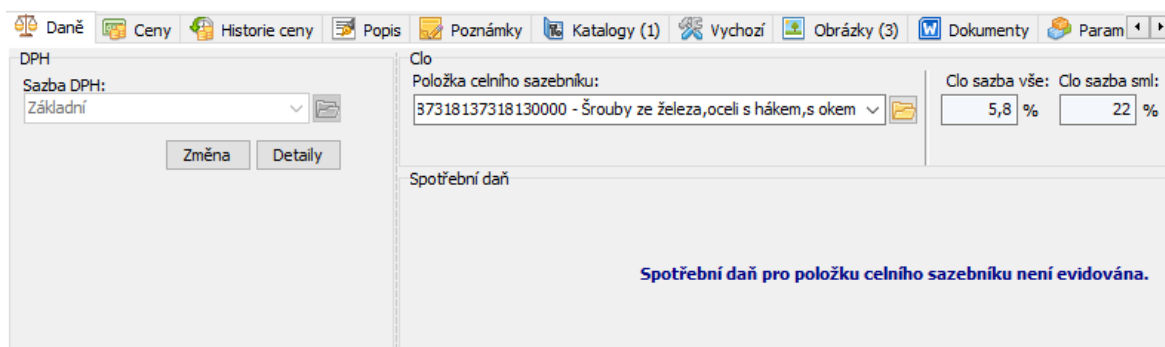 Daně Ceny Historie ceny Popis Poznámky Katalogy (1) Vychozí Obrázky (3) Dokumenty Param
DPH
Sazba DPH:
Základní
Změna Detaily
Clo
Položka celního sazebníku:
37318137318130000 - Šrouby ze železa,oceli s hákem,s okem
Clo sazba vše: Clo sazba sml:
5,8 % 22 %
Spotřební daň
Spotřební daň pro položku celního sazebníku není evidována.